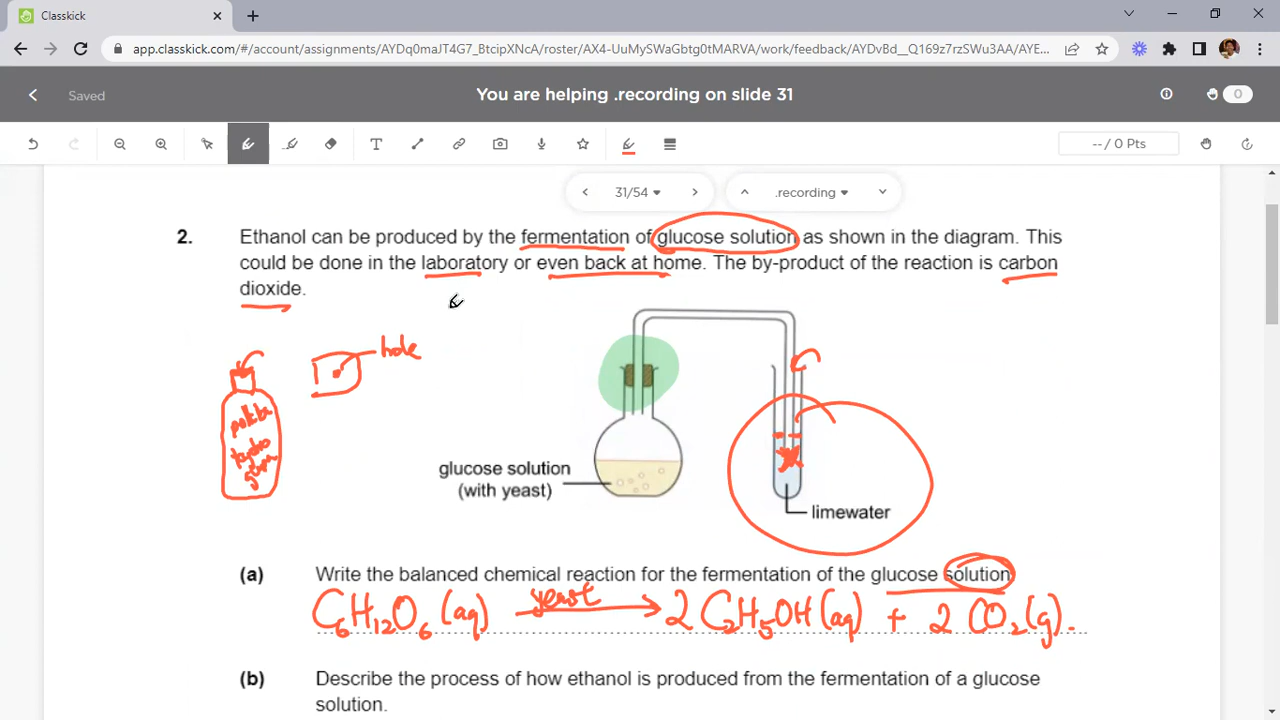 Classkick
app.classkick.com/#/account/assignments/AYDq0maJT4G7_BtcipXNA/roster/AX4-UuMySWaGbtg0tMARVA/work/feedback/AYDvBd__Q169z7rzSWu3AA/AYE...
Saved
You are helping .recording on slide 31
0
T
-- / 0 Pts
31/54
.recording
2. Ethanol can be produced by the fermentation of glucose solution as shown in the diagram. This
could be done in the laboratory or even back at home. The by-product of the reaction is carbon
dioxide.
hole
glucose solution
(with yeast)
limewater
(a) Write the balanced chemical reaction for the fermentation of the glucose solution
C6H12O6 (aq) yeast 2 C2H5OH (aq) + 2 CO2 (g).
(b) Describe the process of how ethanol is produced from the fermentation of a glucose
solution.